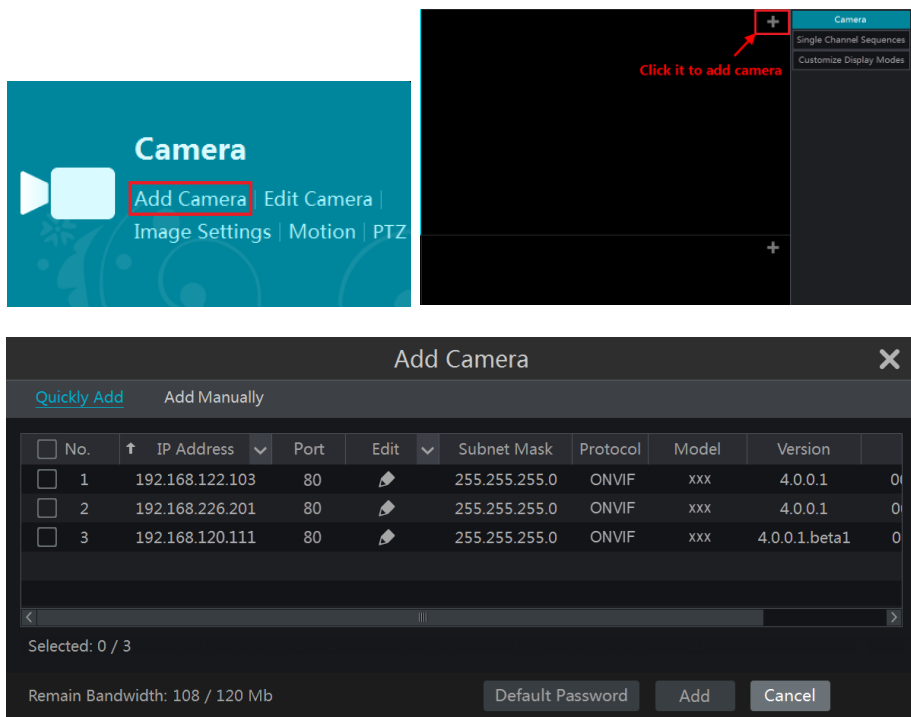 Camera
Add Camera | Edit Camera |
Image Settings | Motion | PTZ
Click it to add camera
Camera
Single Channel Sequences
Customize Display Modes
Add Camera
Quickly Add Add Manually
No. IP Address Port Edit Subnet Mask Protocol Model Version
1 192.168.122.103 80 255.255.255.0 ONVIF xxx 4.0.0.1
2 192.168.226.201 80 255.255.255.0 ONVIF xxx 4.0.0.1
3 192.168.120.111 80 255.255.255.0 ONVIF xxx 4.0.0.1.beta1
Selected: 0 / 3
Remain Bandwidth: 108 / 120 Mb Default Password Add Cancel